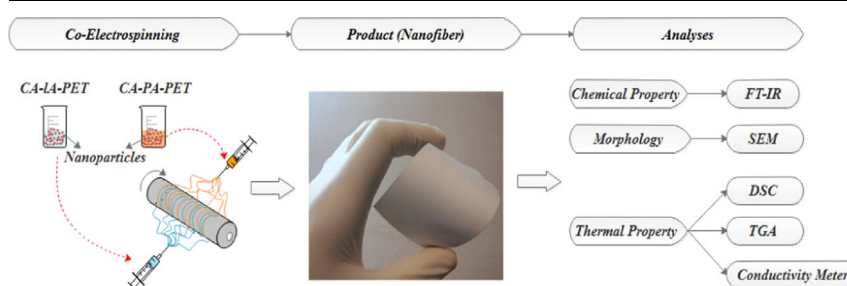 Co-Electrospinning
Product (Nanofiber)
Analyses
CA-lA-PET
CA-PA-PET
Nanoparticles
Chemical Property
FT-IR
Morphology
SEM
Thermal Property
DSC
TGA
Conductivity Meter